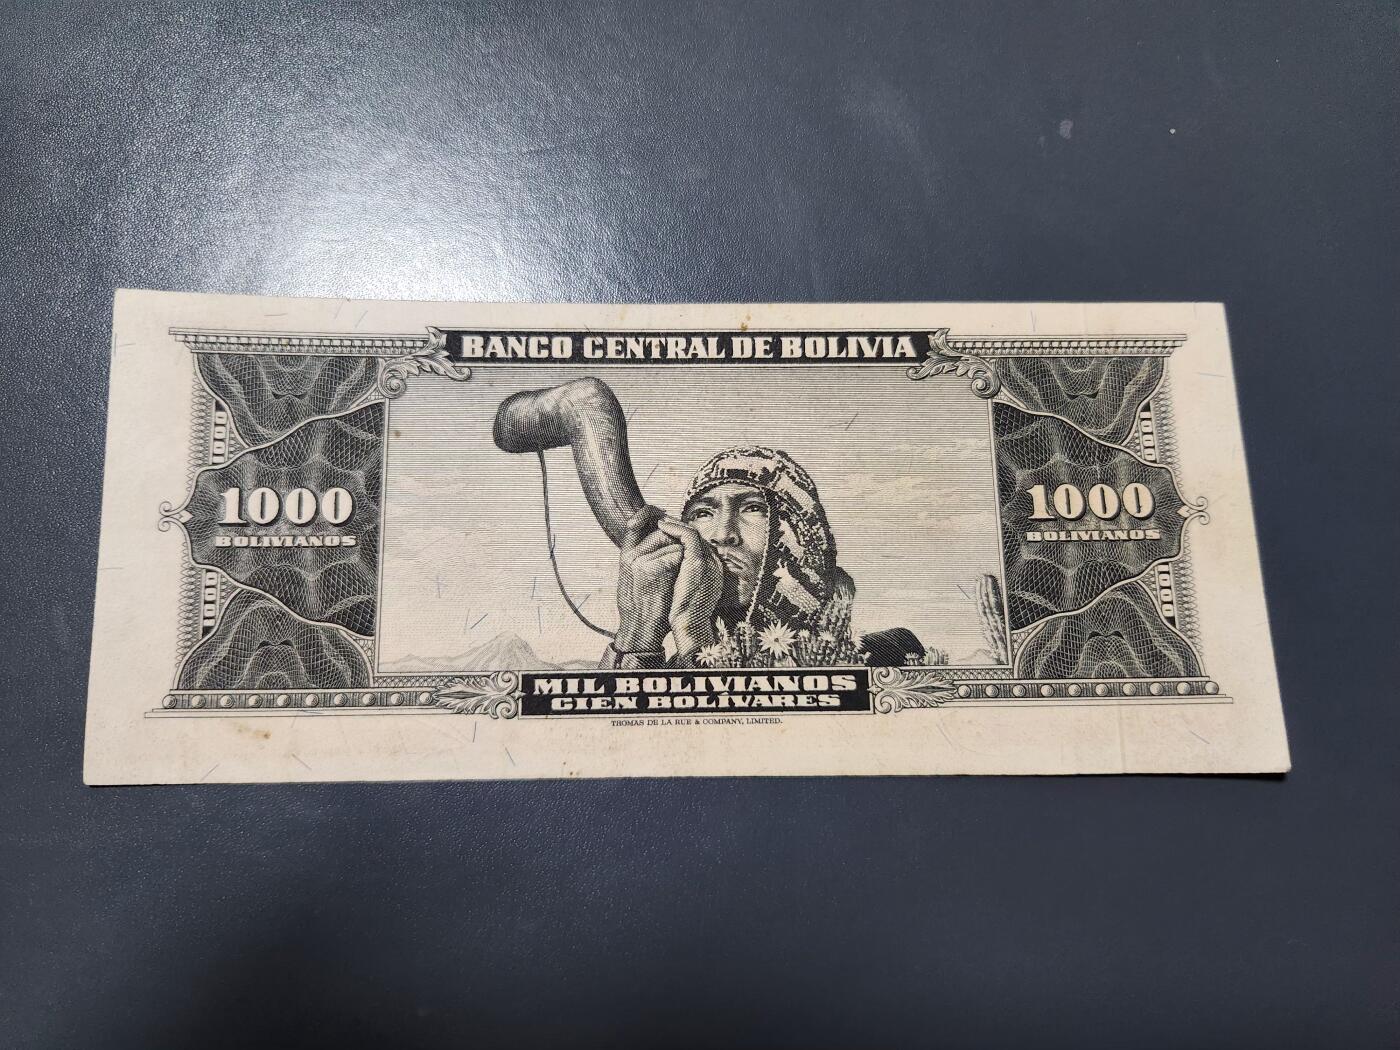 BANCO CENTRAL DE BOLIVIA
1000
1000
1000
BOLIVIANOS
1000
BOLIVIANOS
1000
1000
MIL BOLIVIANOS
CIEN BOLÍVARES
THOMAS DE LA RUE & COMPANY, LIMITED.